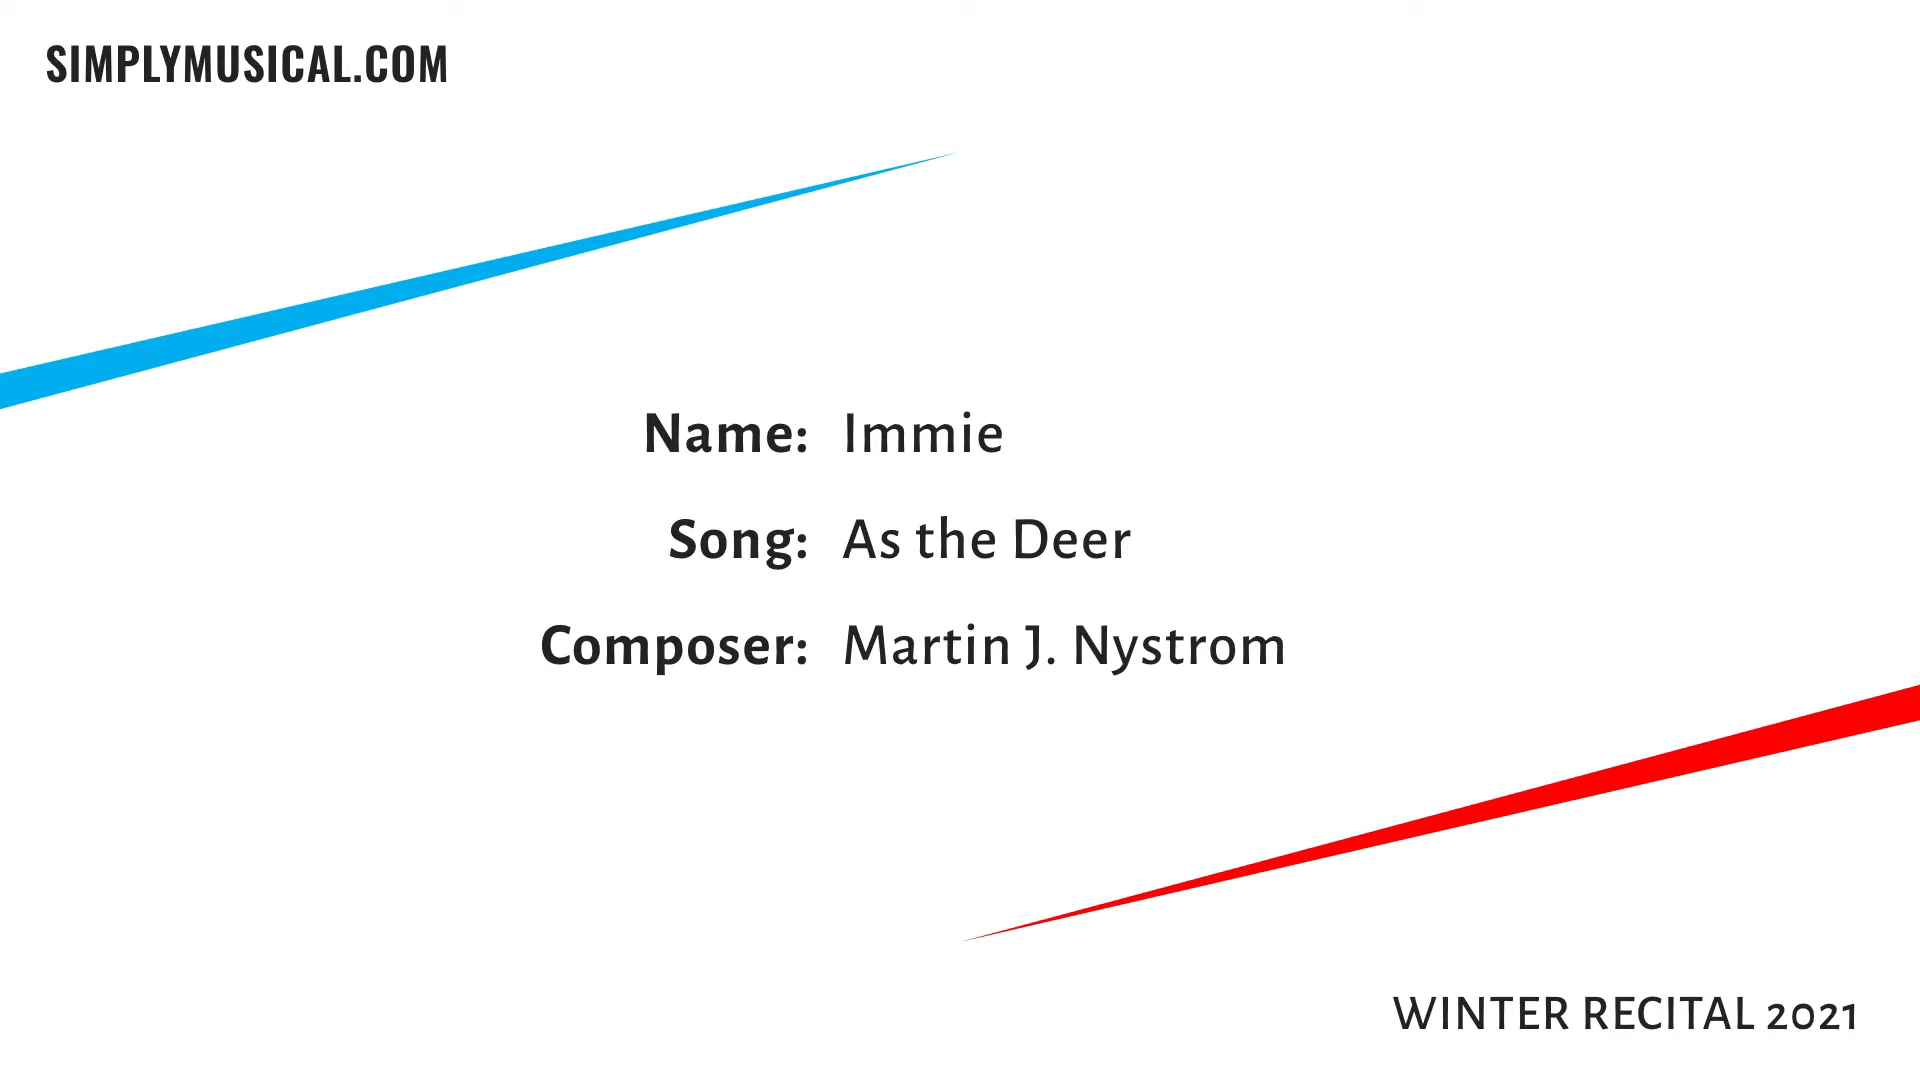 SIMPLYMUSICAL.COM
Name: Immie
Song: As the Deer
Composer: Martin J. Nystrom
WINTER RECITAL 2021